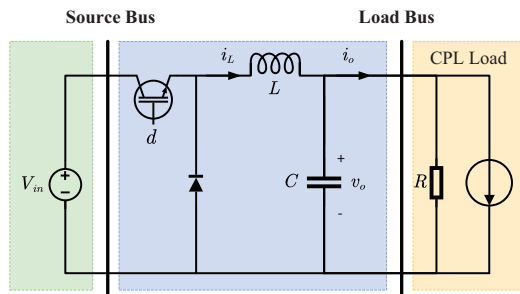 Source Bus
Load Bus
i_L
i_o
CPL Load
L
d
+
V_in
+
−
C
v_o
R
-